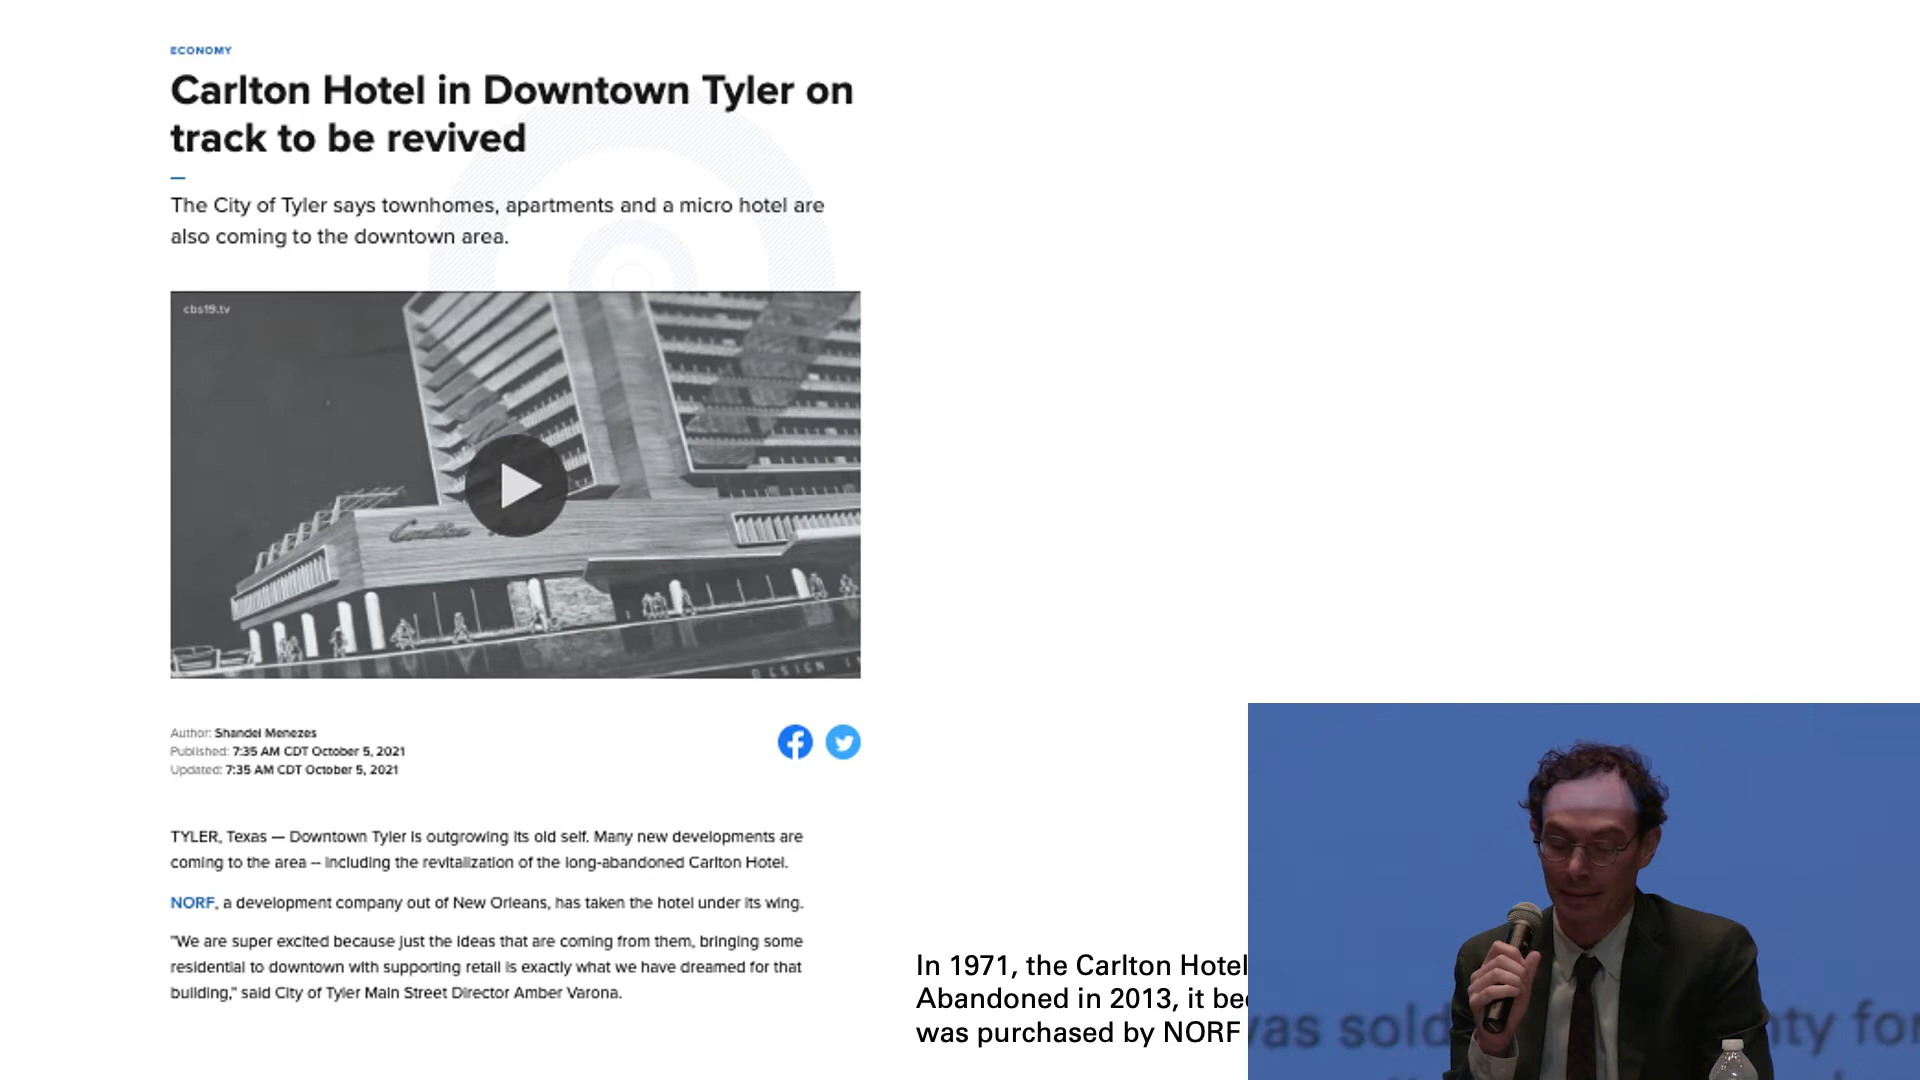 ECONOMY
Carlton Hotel in Downtown Tyler on
track to be revived
The City of Tyler says townhomes, apartments and a micro hotel are
also coming to the downtown area.
cbs19.tv
Carlton
DESIGN
Author: Shandel Menezes
Published: 7:35 AM CDT October 5, 2021
Updated: 7:35 AM CDT October 5, 2021
TYLER, Texas — Downtown Tyler is outgrowing its old self. Many new developments are
coming to the area -- including the revitalization of the long-abandoned Carlton Hotel.
NORF, a development company out of New Orleans, has taken the hotel under its wing.
"We are super excited because just the ideas that are coming from them, bringing some
residential to downtown with supporting retail is exactly what we have dreamed for that
building," said City of Tyler Main Street Director Amber Varona.
In 1971, the Carlton Hotel
Abandoned in 2013, it
was purchased by NORF
was sold
for